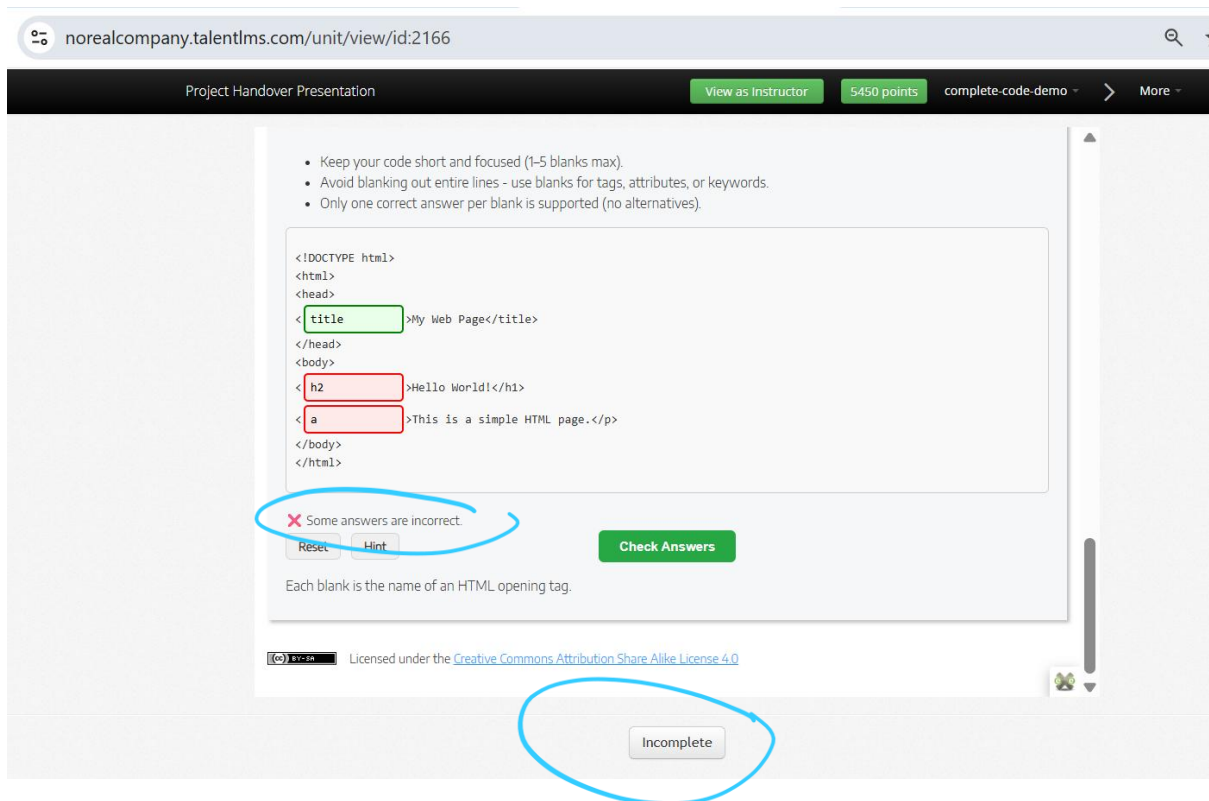 norealcompany.talentlms.com/unit/view/id:2166
Project Handover Presentation View as Instructor 5450 points complete-code-demo More
Keep your code short and focused (1–5 blanks max).
Avoid blanking out entire lines - use blanks for tags, attributes, or keywords.
Only one correct answer per blank is supported (no alternatives).
<!DOCTYPE html>
<html>
<head>
< title >My Web Page</title>
</head>
<body>
< h2 >Hello World!</h1>
< a >This is a simple HTML page.</p>
</body>
</html>
❌ Some answers are incorrect.
Reset Hint Check Answers
Each blank is the name of an HTML opening tag.
(cc) BY-SA Licensed under the Creative Commons Attribution Share Alike License 4.0
Incomplete